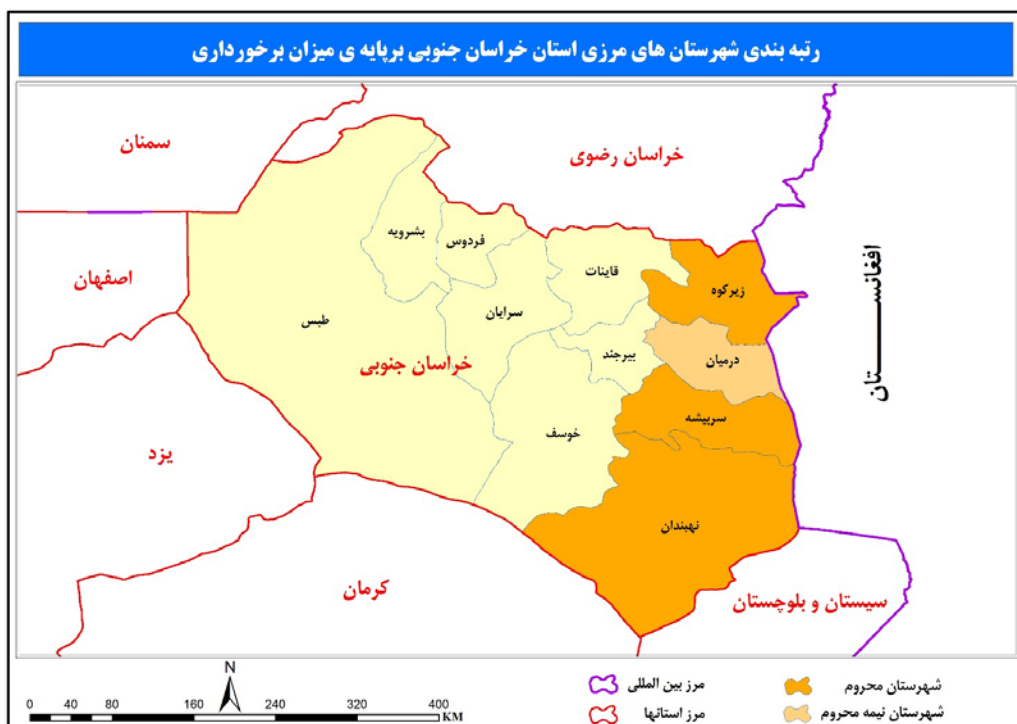 رتبه بندی شهرستان های مرزی استان خراسان جنوبی برپایه ی میزان برخورداری
سمنان
خراسان رضوی
افغانســـــتان
اصفهان
بشرویه
فردوس
قاینات
زیرکوه
طبس
سرایان
بیرجند
درمیان
خراسان جنوبی
سربیشه
خوسف
یزد
نهبندان
کرمان
سیستان و بلوچستان
N
0 40 80 160 240 320 400
KM
مرز بین المللی
مرز استانها
شهرستان محروم
شهرستان نیمه محروم